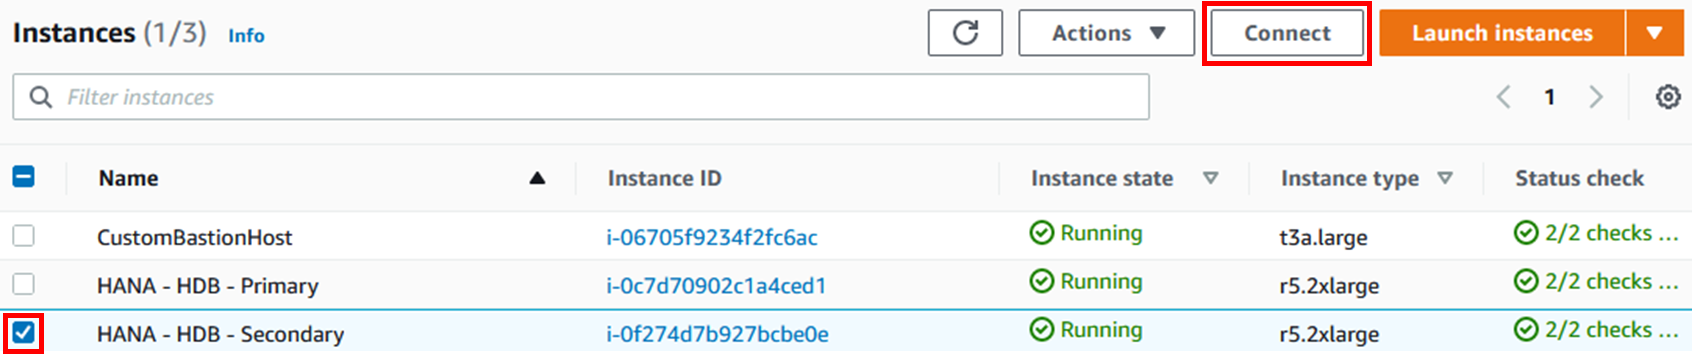 Instances (1/3) Info Actions Connect Launch instances
Filter instances 1
Name Instance ID Instance state Instance type Status check
CustomBastionHost i-06705f9234f2fc6ac Running t3a.large 2/2 checks ...
HANA - HDB - Primary i-0c7d70902c1a4ced1 Running r5.2xlarge 2/2 checks ...
HANA - HDB - Secondary i-0f274d7b927bcbe0e Running r5.2xlarge 2/2 checks ...